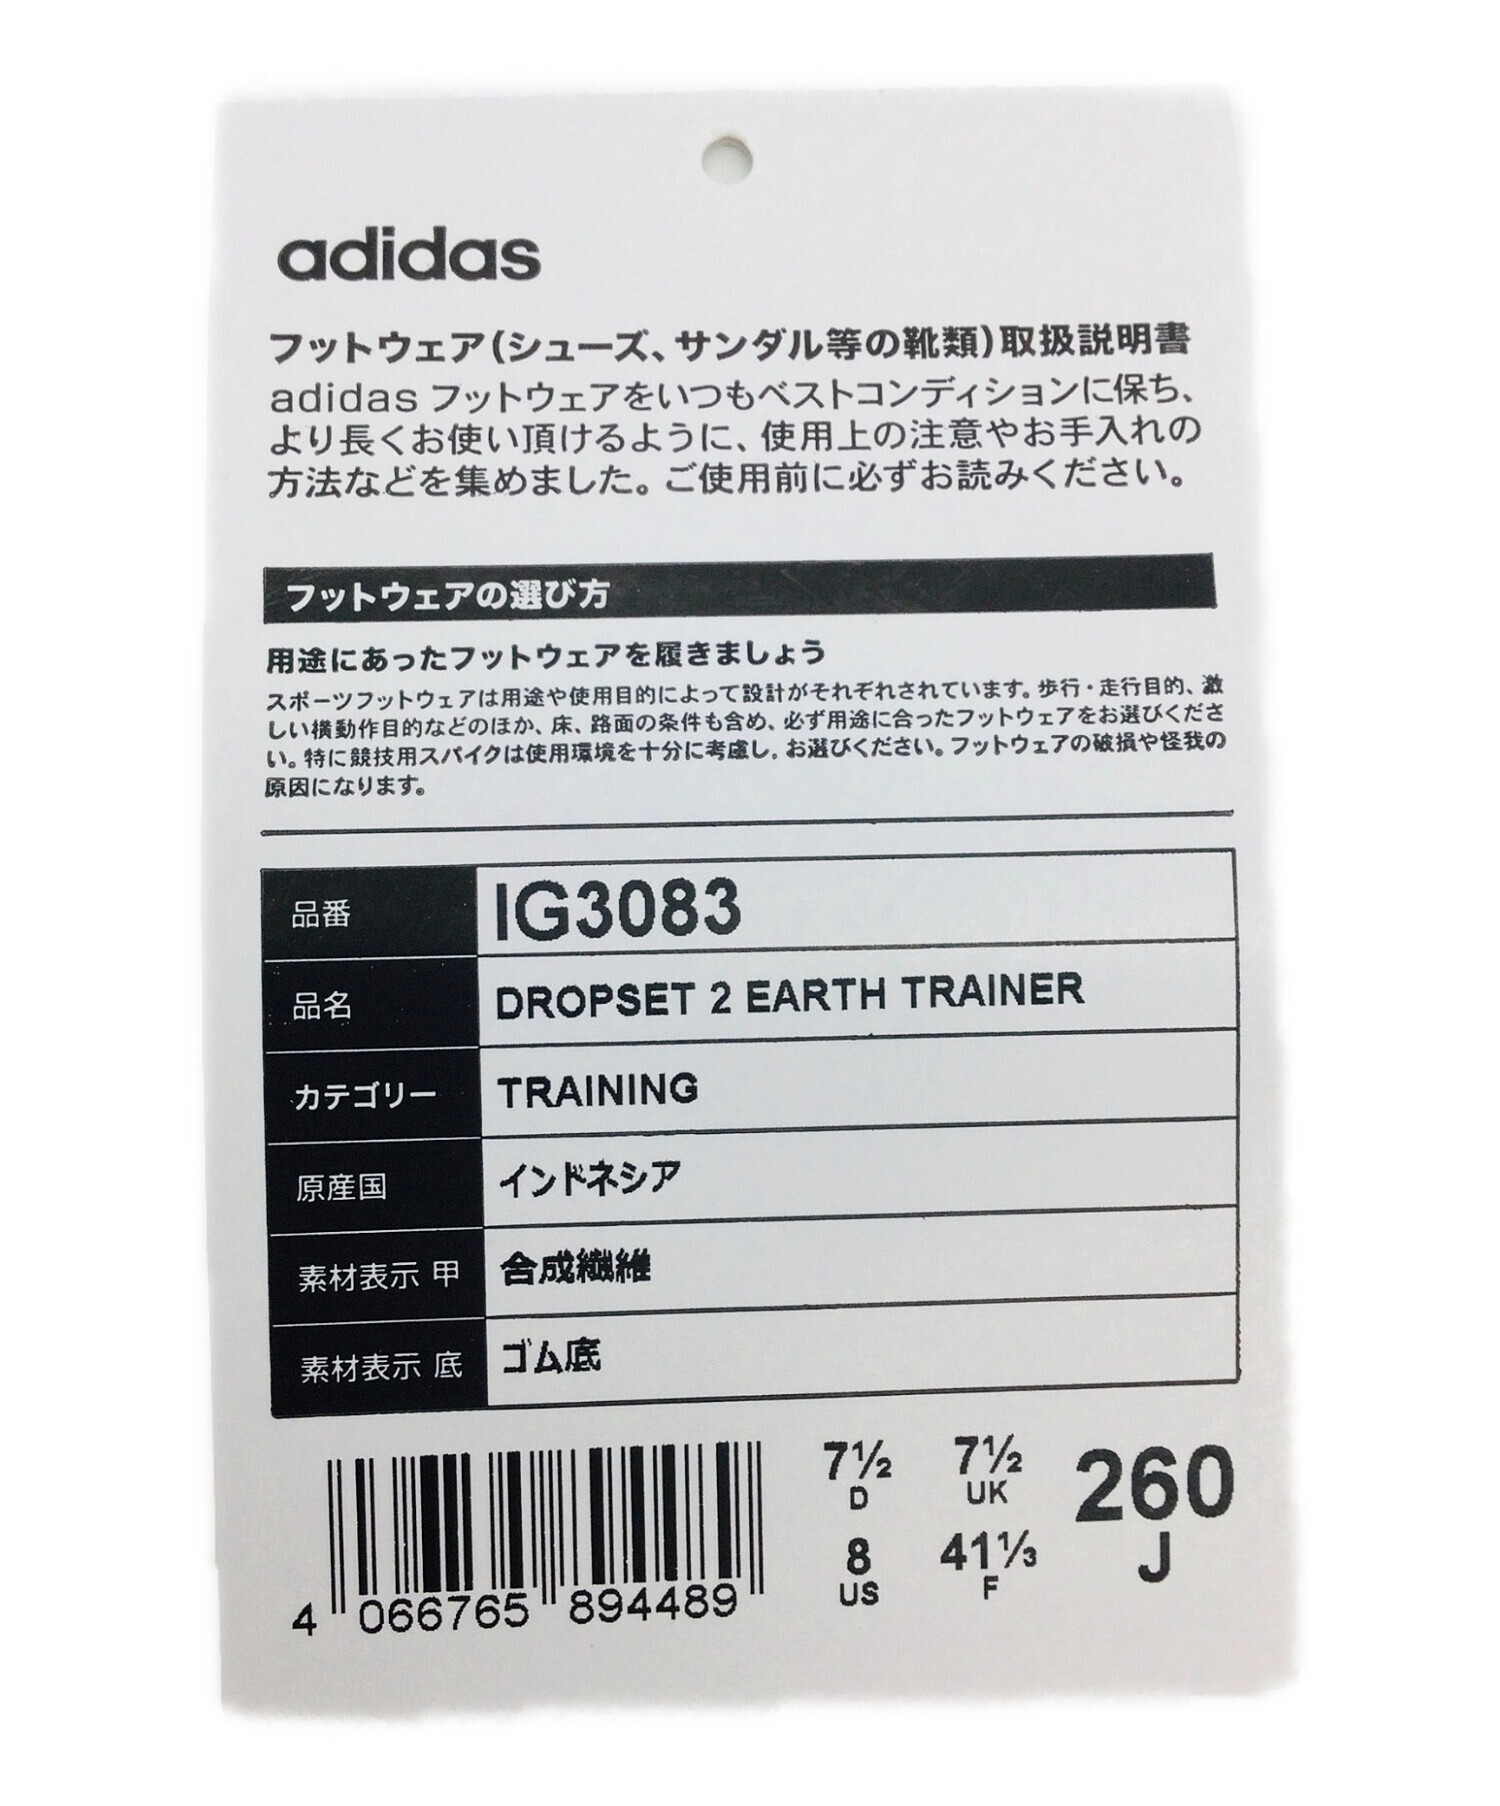 adidas
フットウェア(シューズ、サンダル等の靴類)取扱説明書
adidas フットウェアをいつもベストコンディションに保ち、
より長くお使い頂けるように、使用上の注意やお手入れの
方法などを集めました。ご使用前に必ずお読みください。
フットウェアの選び方
用途にあったフットウェアを履きましょう
スポーツフットウェアは用途や使用目的によって設計がそれぞれされています。歩行・走行目的、激
しい横動作目的などのほか、床、路面の条件も含め、必ず用途に合ったフットウェアをお選びくださ
い。特に競技用スパイクは使用環境を十分に考慮し、お選びください。フットウェアの破損や怪我の
原因になります。
品番 IG3083
品名 DROPSET 2 EARTH TRAINER
カテゴリー TRAINING
原産国 インドネシア
素材表示 甲 合成繊維
素材表示 底 ゴム底
7½ 7½ 260
D UK J
8 41⅓
US F
4 066765 894489